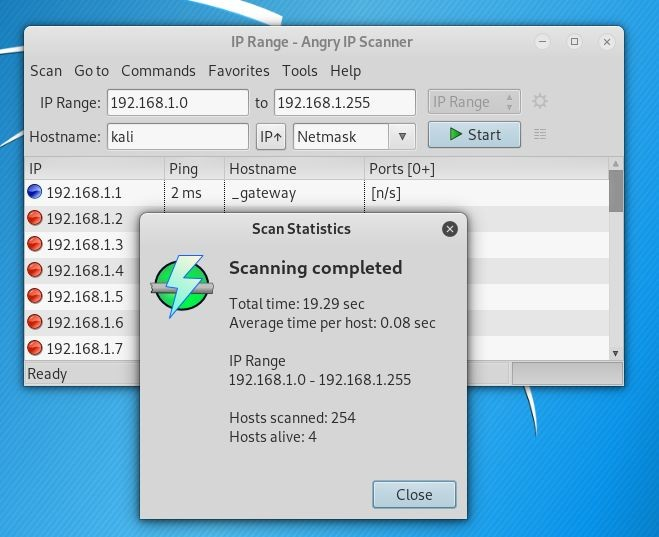 IP Range - Angry IP Scanner
Scan Go to Commands Favorites Tools Help
IP Range: 192.168.1.0 to 192.168.1.255 IP Range
Hostname: kali IP↑ Netmask Start
IP Ping Hostname Ports [0+]
192.168.1.1 2 ms _gateway [n/s]
192.168.1.2
192.168.1.3
192.168.1.4
192.168.1.5
192.168.1.6
192.168.1.7
Ready
Scan Statistics
Scanning completed
Total time: 19.29 sec
Average time per host: 0.08 sec
IP Range
192.168.1.0 - 192.168.1.255
Hosts scanned: 254
Hosts alive: 4
Close